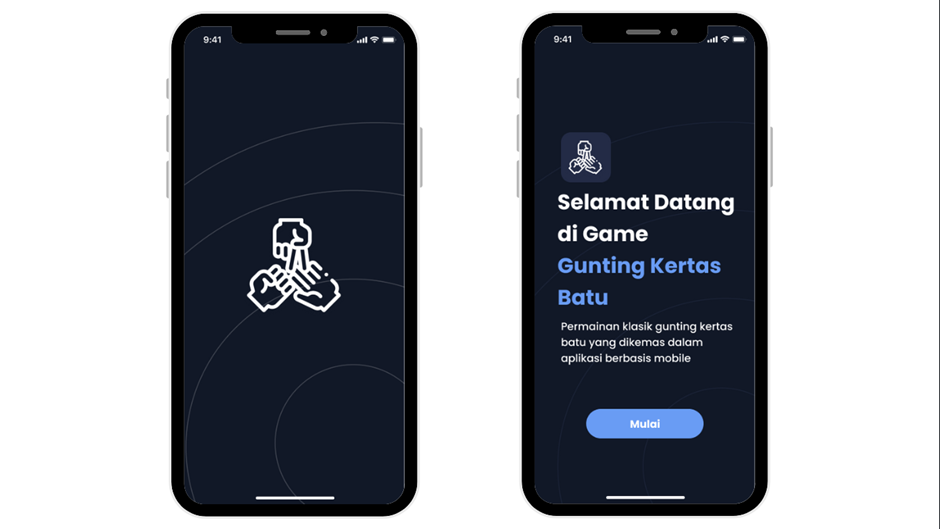 9:41
9:41
Selamat Datang
di Game
Gunting Kertas
Batu
Permainan klasik gunting kertas
batu yang dikemas dalam
aplikasi berbasis mobile
Mulai